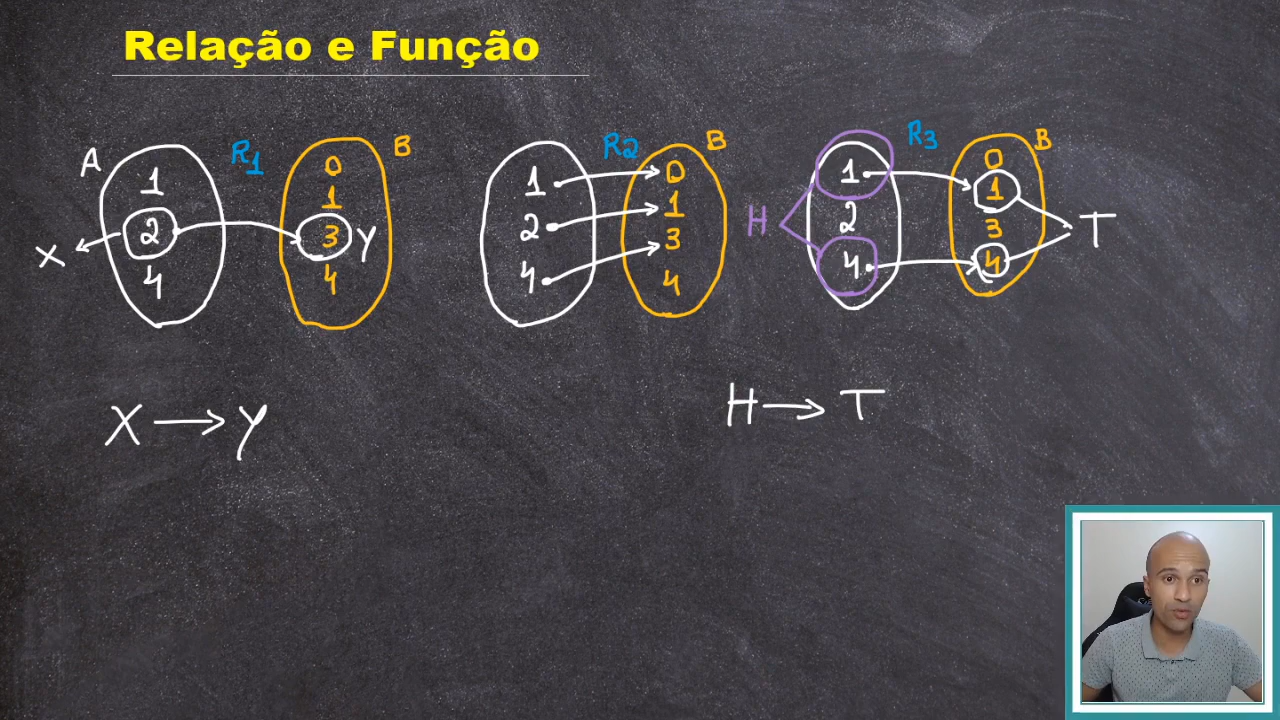 Relação e Função
A R1 B
1 0
1
X 2 3 Y
4 4
R2 B
1 0
2 1
4 3
4
R3 B
1 0
H 2 1 T
4 3
4
X → Y
H → T